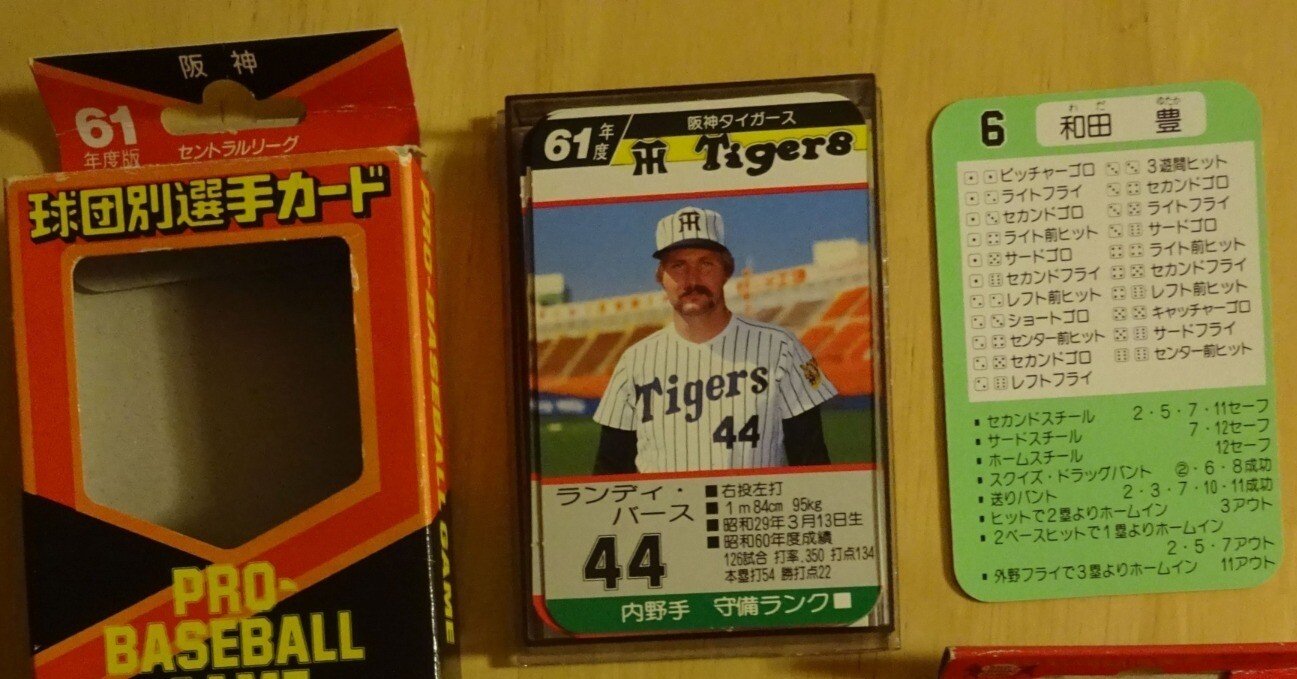 阪神
61
年度版
セントラルリーグ
球団別選手カード
PRO-BASEBALL GAME
PRO-
BASEBALL
61年度
阪神タイガース
TH Tigers
TH
Tigers
44
ランディ・
バース
44
■右投左打
■1m84cm 95kg
■昭和29年3月13日生
■昭和60年度成績
126試合 打率.350 打点134
本塁打54 勝打点22
内野手 守備ランク■
6
わだ ゆたか
和田 豊
⚀⚀ピッチャーゴロ
⚀⚁ライトフライ
⚀⚂セカンドゴロ
⚀⚃ライト前ヒット
⚀⚄サードゴロ
⚀⚅セカンドフライ
⚁⚁レフト前ヒット
⚁⚂ショートゴロ
⚁⚃センター前ヒット
⚁⚄セカンドゴロ
⚁⚅レフトフライ
⚂⚂3遊間ヒット
⚂⚃セカンドゴロ
⚂⚄ライトフライ
⚂⚅サードゴロ
⚃⚃ライト前ヒット
⚃⚄セカンドフライ
⚃⚅レフト前ヒット
⚄⚄キャッチャーゴロ
⚄⚅サードフライ
⚅⚅センター前ヒット
▪セカンドスチール 2・5・7・11セーフ
▪サードスチール 7・12セーフ
▪ホームスチール 12セーフ
▪スクイズ・ドラッグバント ②・6・8成功
▪送りバント 2・3・7・10・11成功
▪ヒットで2塁よりホームイン 3アウト
▪2ベースヒットで1塁よりホームイン
2・5・7アウト
▪外野フライで3塁よりホームイン 11アウト